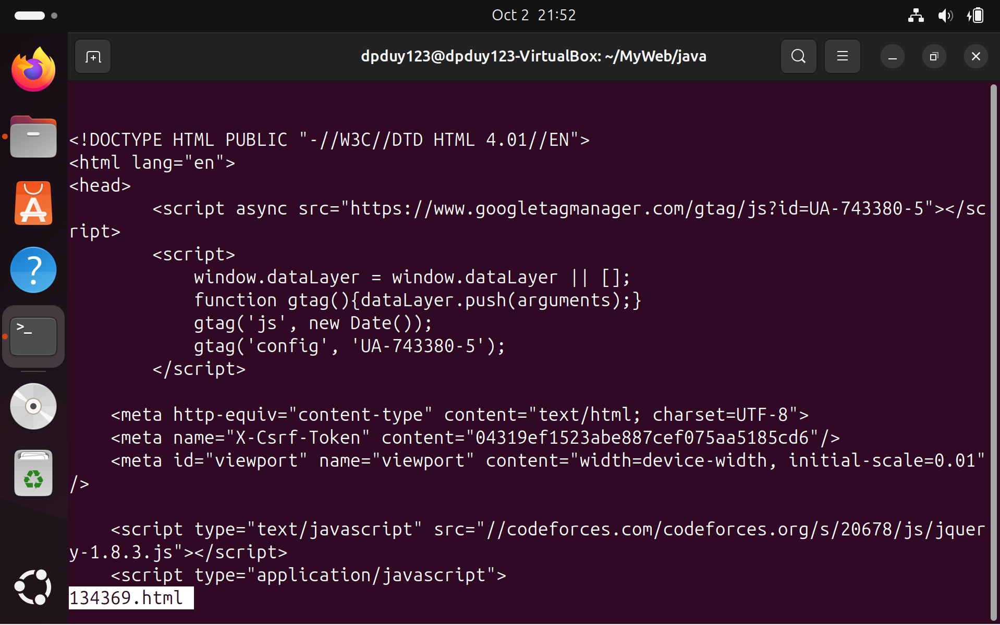 Oct 2 21:52
dpduy123@dpduy123-VirtualBox: ~/MyWeb/java
<!DOCTYPE HTML PUBLIC "-//W3C//DTD HTML 4.01//EN">
<html lang="en">
<head>
        <script async src="https://www.googletagmanager.com/gtag/js?id=UA-743380-5"></sc
ript>
        <script>
            window.dataLayer = window.dataLayer || [];
            function gtag(){dataLayer.push(arguments);}
            gtag('js', new Date());
            gtag('config', 'UA-743380-5');
        </script>
    <meta http-equiv="content-type" content="text/html; charset=UTF-8">
    <meta name="X-Csrf-Token" content="04319ef1523abe887cef075aa5185cd6"/>
    <meta id="viewport" name="viewport" content="width=device-width, initial-scale=0.01"
/>
    <script type="text/javascript" src="//codeforces.com/codeforces.org/s/20678/js/jquer
y-1.8.3.js"></script>
    <script type="application/javascript">
134369.html